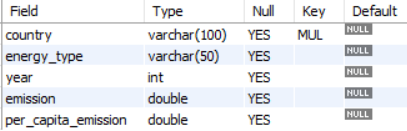 Field Type Null Key Default
country varchar(100) YES MUL NULL
energy_type varchar(50) YES NULL
year int YES NULL
emission double YES NULL
per_capita_emission double YES NULL